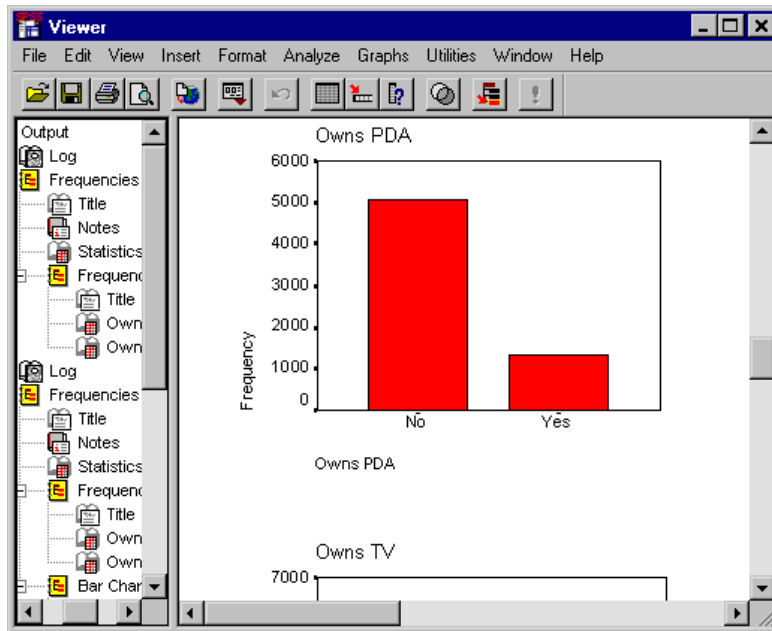 Viewer
File Edit View Insert Format Analyze Graphs Utilities Window Help
Output
Log
Frequencies
Title
Notes
Statistics
Frequenc
Title
Own
Own
Log
Frequencies
Title
Notes
Statistics
Frequenc
Title
Own
Own
Bar Char
Owns PDA
6000
5000
4000
3000
2000
1000
0
Frequency
No
Yes
Owns PDA
Owns TV
7000